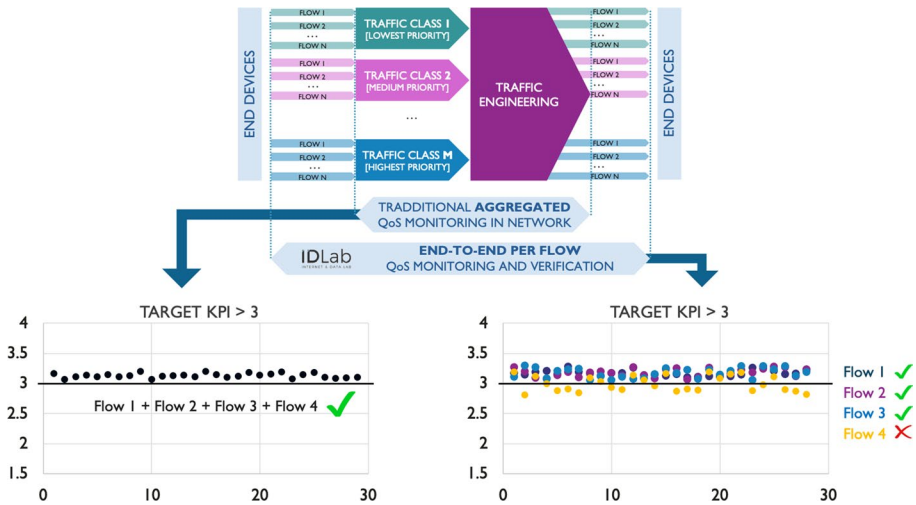 END DEVICES
FLOW 1
FLOW 2
...
FLOW N
FLOW 1
FLOW 2
...
FLOW N
FLOW 1
FLOW 2
...
FLOW N
TRAFFIC CLASS 1
[LOWEST PRIORITY]
TRAFFIC CLASS 2
[MEDIUM PRIORITY]
...
TRAFFIC CLASS M
[HIGHEST PRIORITY]
TRAFFIC
ENGINEERING
FLOW 1
FLOW 2
...
FLOW N
FLOW 1
FLOW 2
...
FLOW N
FLOW 1
FLOW 2
...
FLOW N
END DEVICES
TRADDITIONAL AGGREGATED
QoS MONITORING IN NETWORK
IDLab
INTERNET & DATA LAB
END-TO-END PER FLOW
QoS MONITORING AND VERIFICATION
TARGET KPI > 3
4
3.5
3
2.5
2
1.5
Flow 1 + Flow 2 + Flow 3 + Flow 4
0
10
20
30
TARGET KPI > 3
4
3.5
3
2.5
2
1.5
0
10
20
30
Flow 1
Flow 2
Flow 3
Flow 4